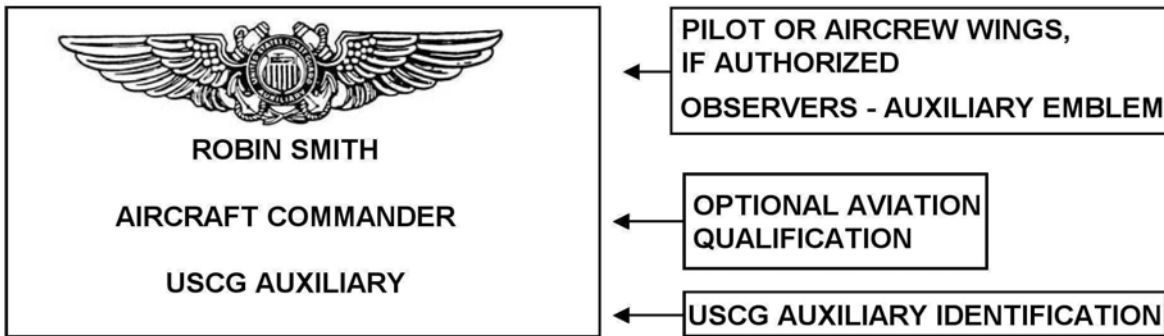 ROBIN SMITH
AIRCRAFT COMMANDER
USCG AUXILIARY
PILOT OR AIRCREW WINGS,
IF AUTHORIZED
OBSERVERS - AUXILIARY EMBLEM
OPTIONAL AVIATION
QUALIFICATION
USCG AUXILIARY IDENTIFICATION